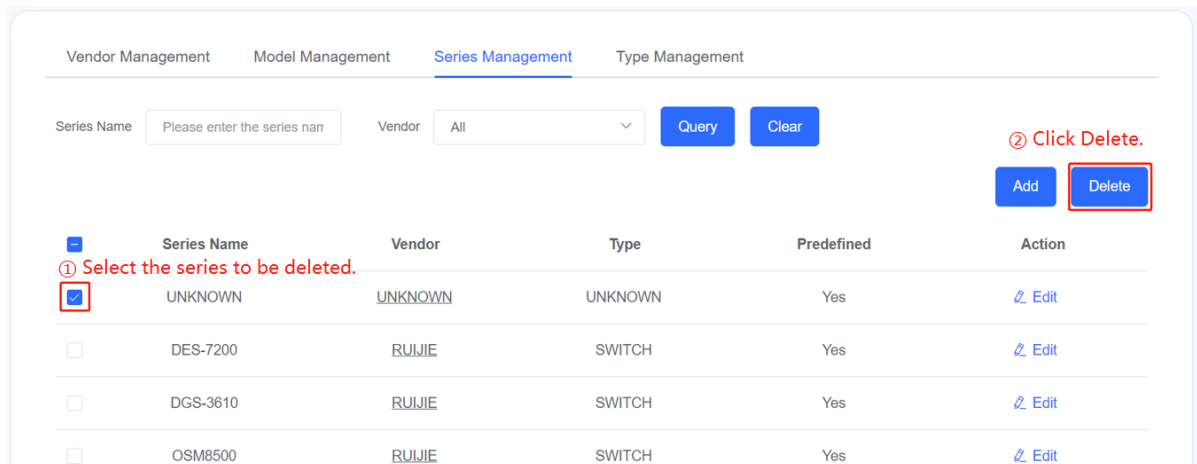 Vendor Management Model Management Series Management Type Management
Series Name Please enter the series nam Vendor All Query Clear
② Click Delete.
Add Delete
Series Name Vendor Type Predefined Action
① Select the series to be deleted.
UNKNOWN UNKNOWN UNKNOWN Yes Edit
DES-7200 RUIJIE SWITCH Yes Edit
DGS-3610 RUIJIE SWITCH Yes Edit
OSM8500 RUIJIE SWITCH Yes Edit